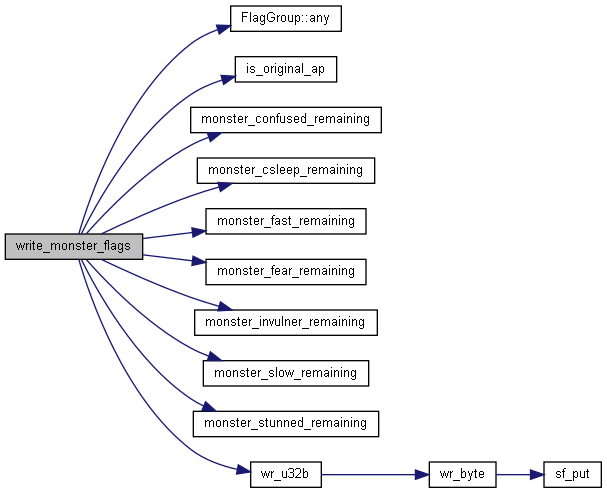 FlagGroup::any
is_original_ap
monster_confused_remaining
monster_csleep_remaining
monster_fast_remaining
write_monster_flags
monster_fear_remaining
monster_invulner_remaining
monster_slow_remaining
monster_stunned_remaining
wr_u32b
wr_byte
sf_put